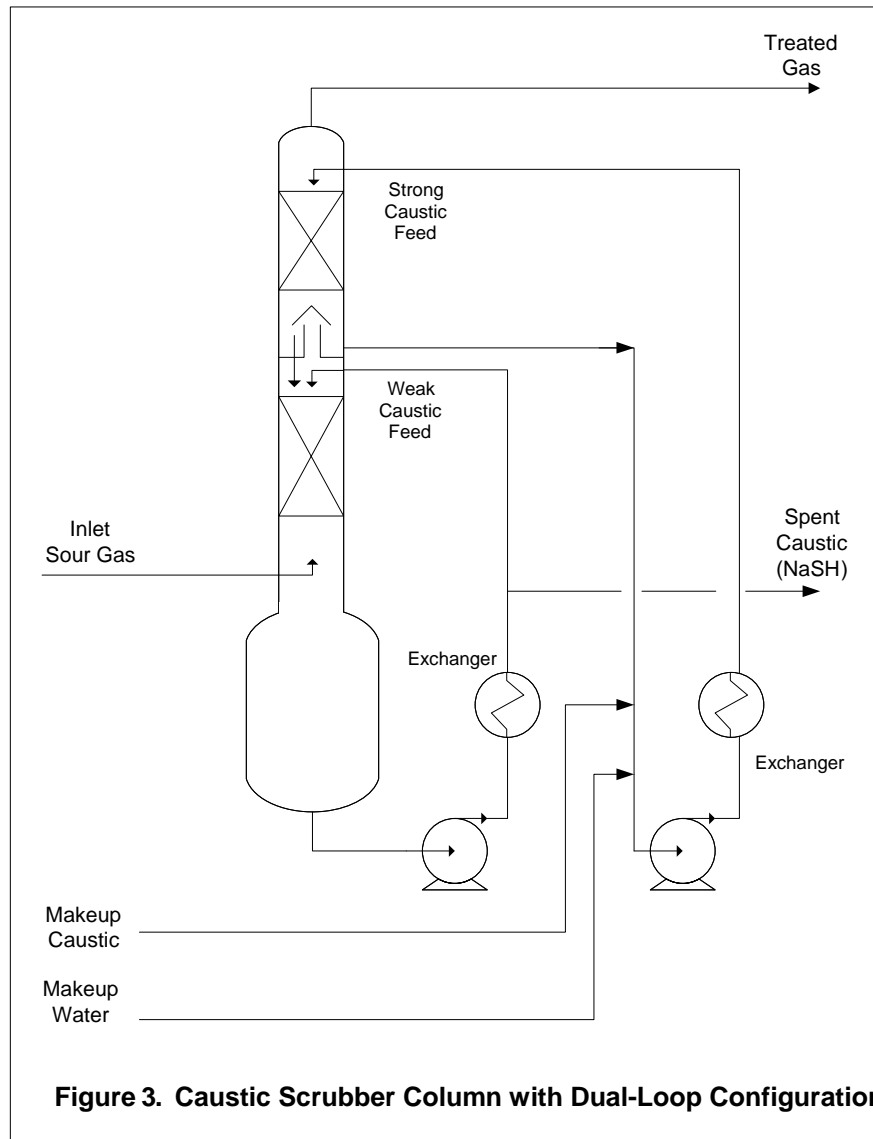 Treated
Gas
Strong
Caustic
Feed
Weak
Caustic
Feed
Inlet
Sour Gas
Spent
Caustic
(NaSH)
Exchanger
Exchanger
Makeup
Caustic
Makeup
Water
Figure 3. Caustic Scrubber Column with Dual-Loop Configuration